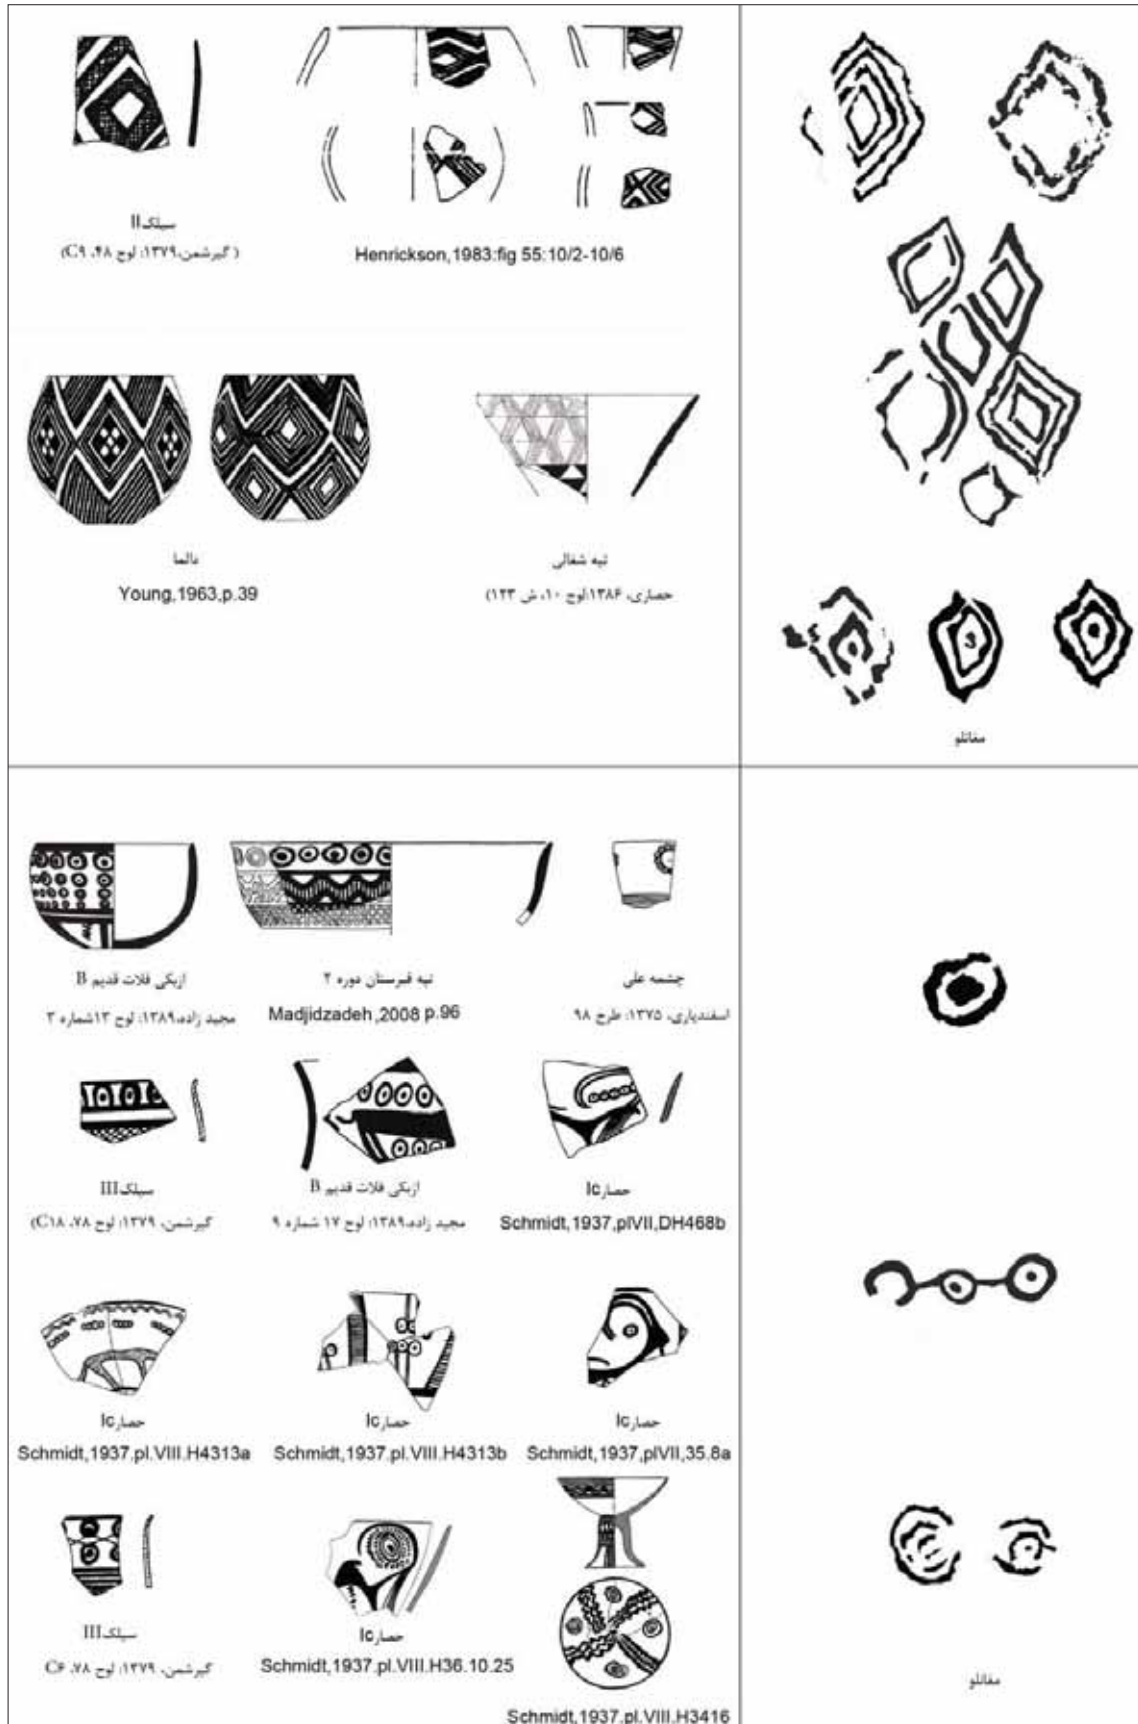 سیلک II
Henrickson,1983:fig 55:10/2-10/6
( گیرشمن،۱۳۷۹: لوح ۴۸، C۹)
دالما
تپه شغالی
Young,1963,p.39
حصاری، ۱۳۸۶:لوح ۱۰، ش ۱۴۳)
مغانلو
ازبکی فلات قدیم B
تپه قبرستان دوره ۲
چشمه علی
مجید زاده،۱۳۸۹: لوح ۱۳شماره ۳
Madjidzadeh,2008 p.96
اسفندیاری، ۱۳۷۵: طرح ۹۸
سیلک III
ازبکی فلات قدیم B
حصار Ic
گیرشمن، ۱۳۷۹: لوح ۷۸، C۱۸)
مجید زاده،۱۳۸۹: لوح ۱۷ شماره ۹
Schmidt,1937,plVII,DH468b
حصار Ic
حصار Ic
حصار Ic
Schmidt,1937.pl.VIII.H4313a
Schmidt,1937.pl.VIII.H4313b
Schmidt,1937,plVII,35.8a
سیلک III
حصار Ic
گیرشمن، ۱۳۷۹: لوح ۷۸، C۶
Schmidt,1937.pl.VIII.H36.10.25
Schmidt,1937.pl.VIII.H3416
مغانلو